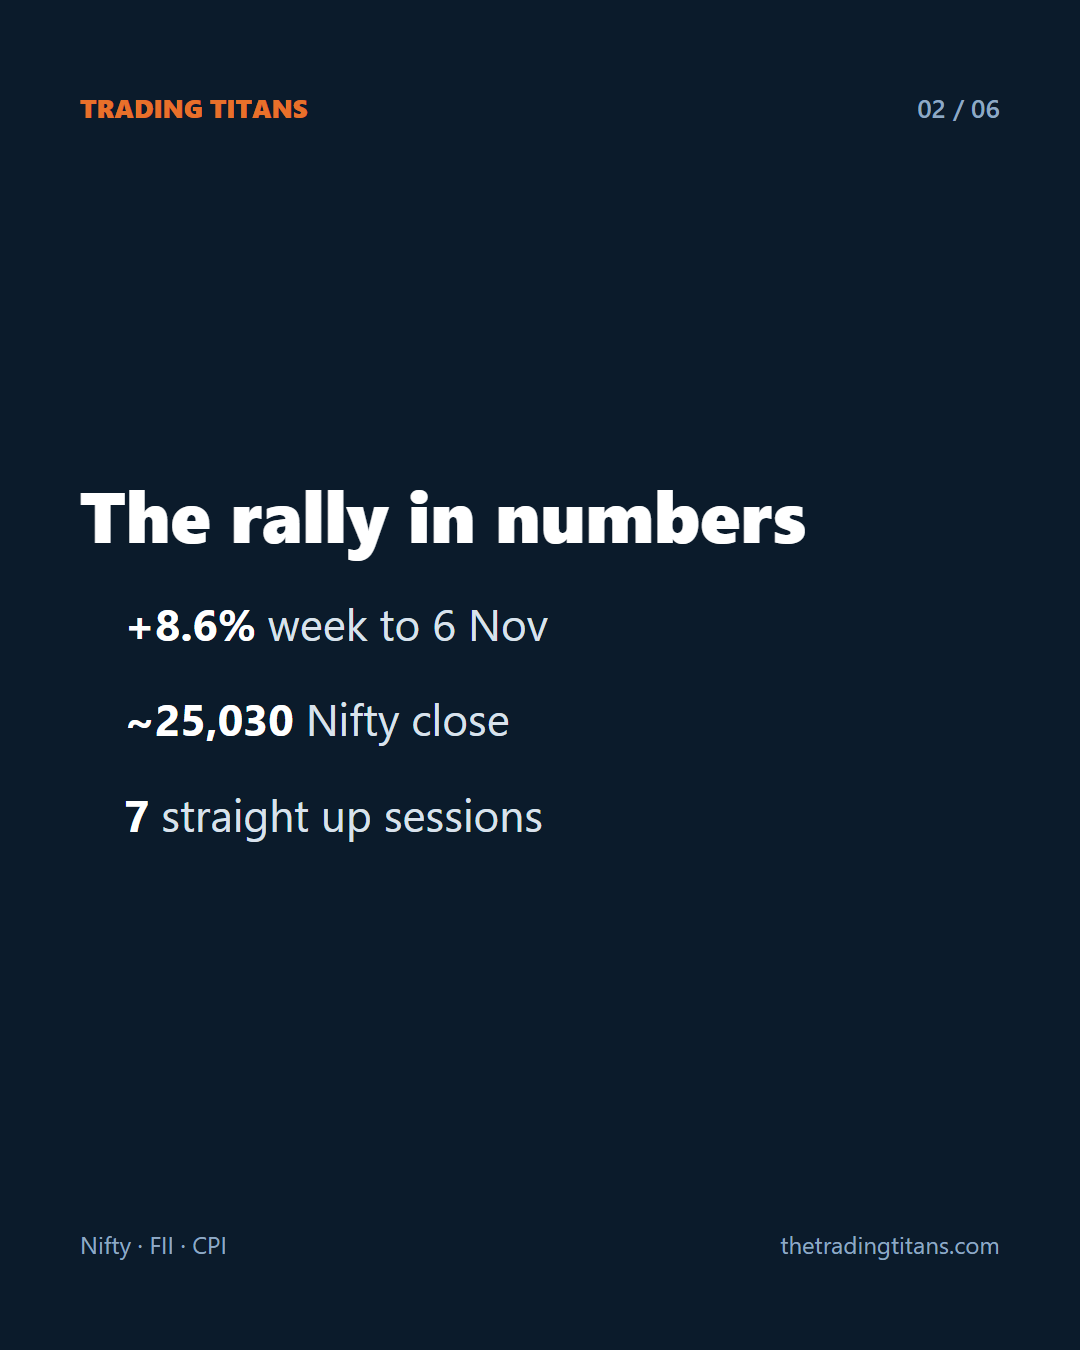 TRADING TITANS
02 / 06
The rally in numbers
+8.6% week to 6 Nov
~25,030 Nifty close
7 straight up sessions
Nifty · FII · CPI
thetradingtitans.com